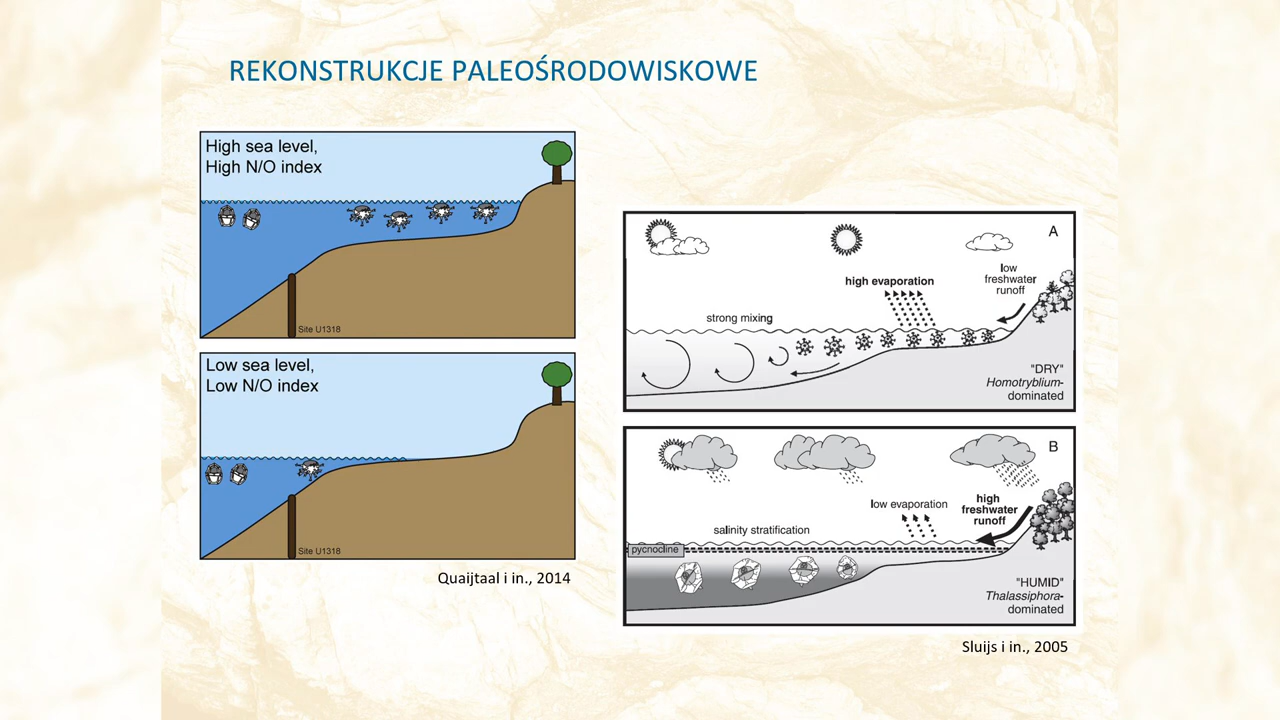 REKONSTRUKCJE PALEOŚRODOWISKOWE
High sea level,
High N/O index
Site U1318
Low sea level,
Low N/O index
Site U1318
Quaijtaal i in., 2014
A
low
freshwater
runoff
high evaporation
strong mixing
"DRY"
Homotryblium-
dominated
B
high
freshwater
runoff
low evaporation
salinity stratification
pycnocline
"HUMID"
Thalassiphora-
dominated
Sluijs i in., 2005